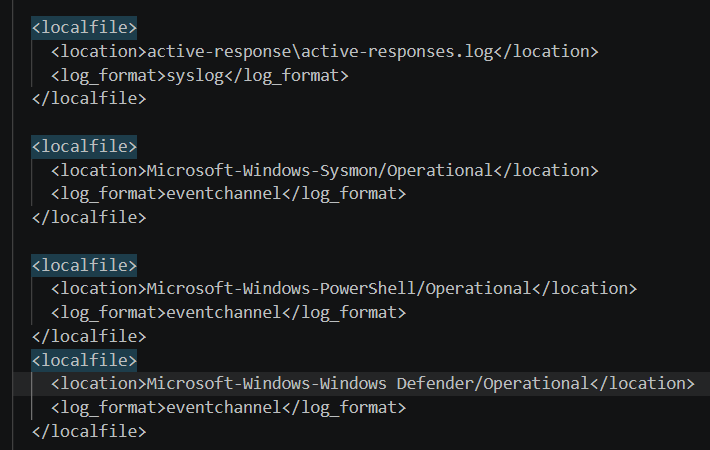 <localfile>
<location>active-response\active-responses.log</location>
<log_format>syslog</log_format>
</localfile>
<localfile>
<location>Microsoft-Windows-Sysmon/Operational</location>
<log_format>eventchannel</log_format>
</localfile>
<localfile>
<location>Microsoft-Windows-PowerShell/Operational</location>
<log_format>eventchannel</log_format>
</localfile>
<localfile>
<location>Microsoft-Windows-Windows Defender/Operational</location>
<log_format>eventchannel</log_format>
</localfile>